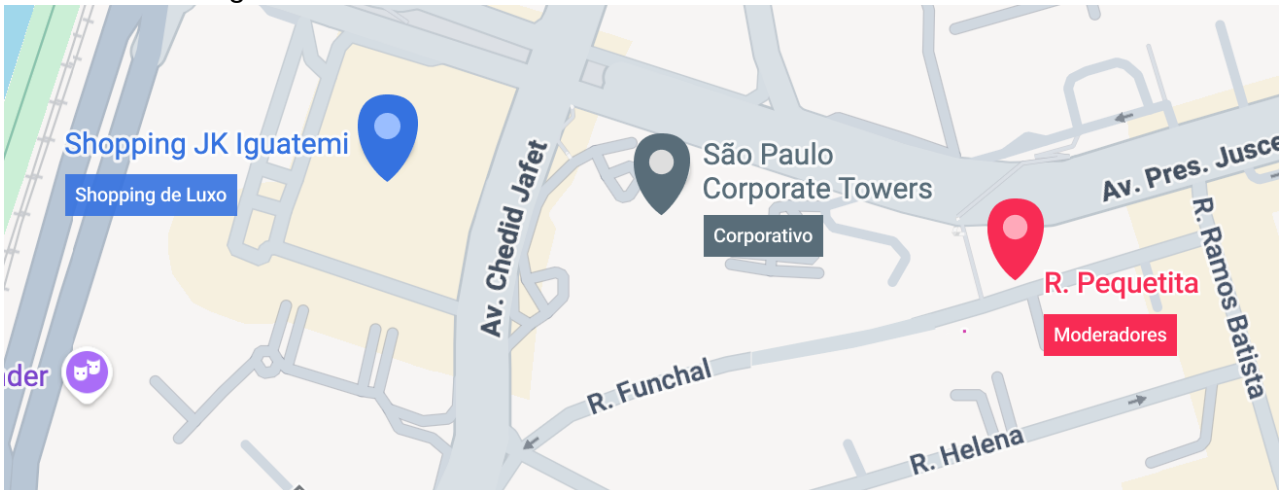 Shopping JK Iguatemi
Shopping de Luxo
Av. Chedid Jafet
São Paulo
Corporate Towers
Corporativo
Av. Pres. Jusce
R. Pequetita
Moderadores
R. Ramos Batista
der
R. Funchal
R. Helena